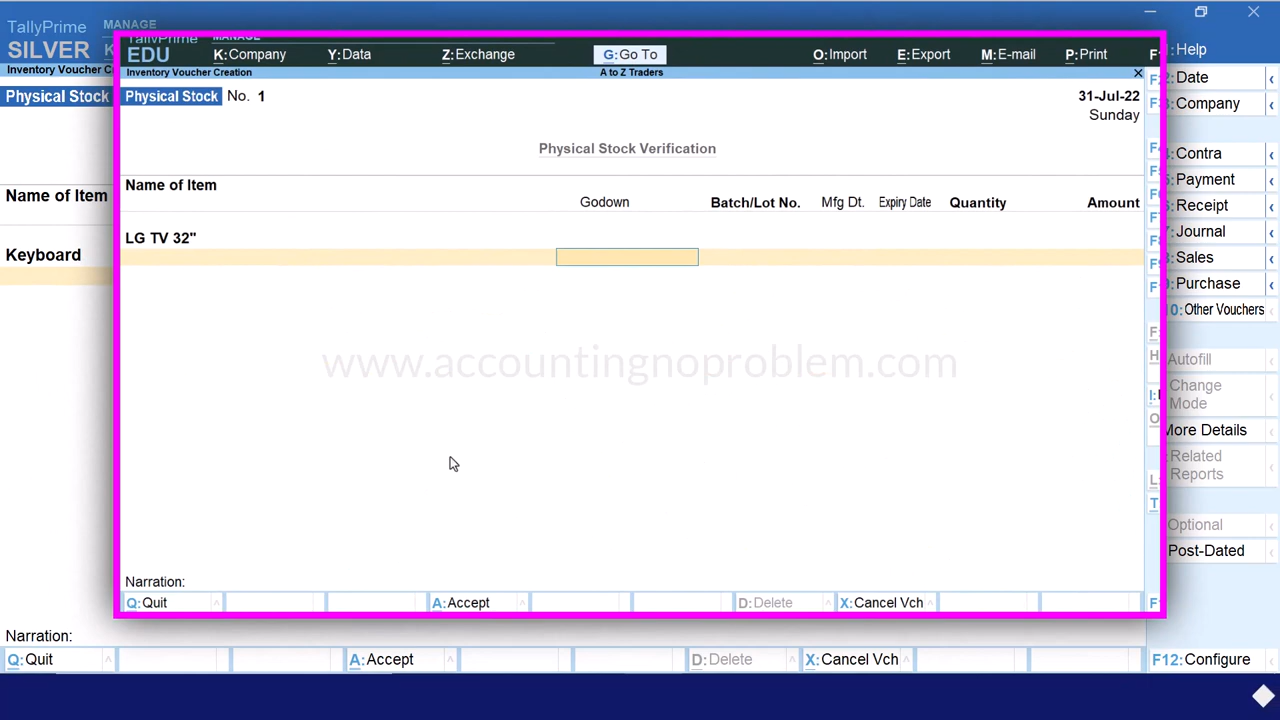 TallyPrime MANAGE
SILVER
Inventory Voucher
Physical Stock
Name of Item
Keyboard
Narration:
Q:Quit A:Accept D:Delete X:Cancel Vch F12:Configure
EDU K:Company Y:Data Z:Exchange G:Go To O:Import E:Export M:E-mail P:Print
Inventory Voucher Creation A to Z Traders
Physical Stock No. 1 31-Jul-22
Sunday
Physical Stock Verification
Name of Item
Godown Batch/Lot No. Mfg Dt. Expiry Date Quantity Amount
LG TV 32"
www.accountingnoproblem.com
Narration:
Q:Quit A:Accept D:Delete X:Cancel Vch
Help
Date
Company
Contra
Payment
Receipt
Journal
Sales
Purchase
Other Vouchers
Autofill
Change
Mode
More Details
Related
Reports
Optional
Post-Dated